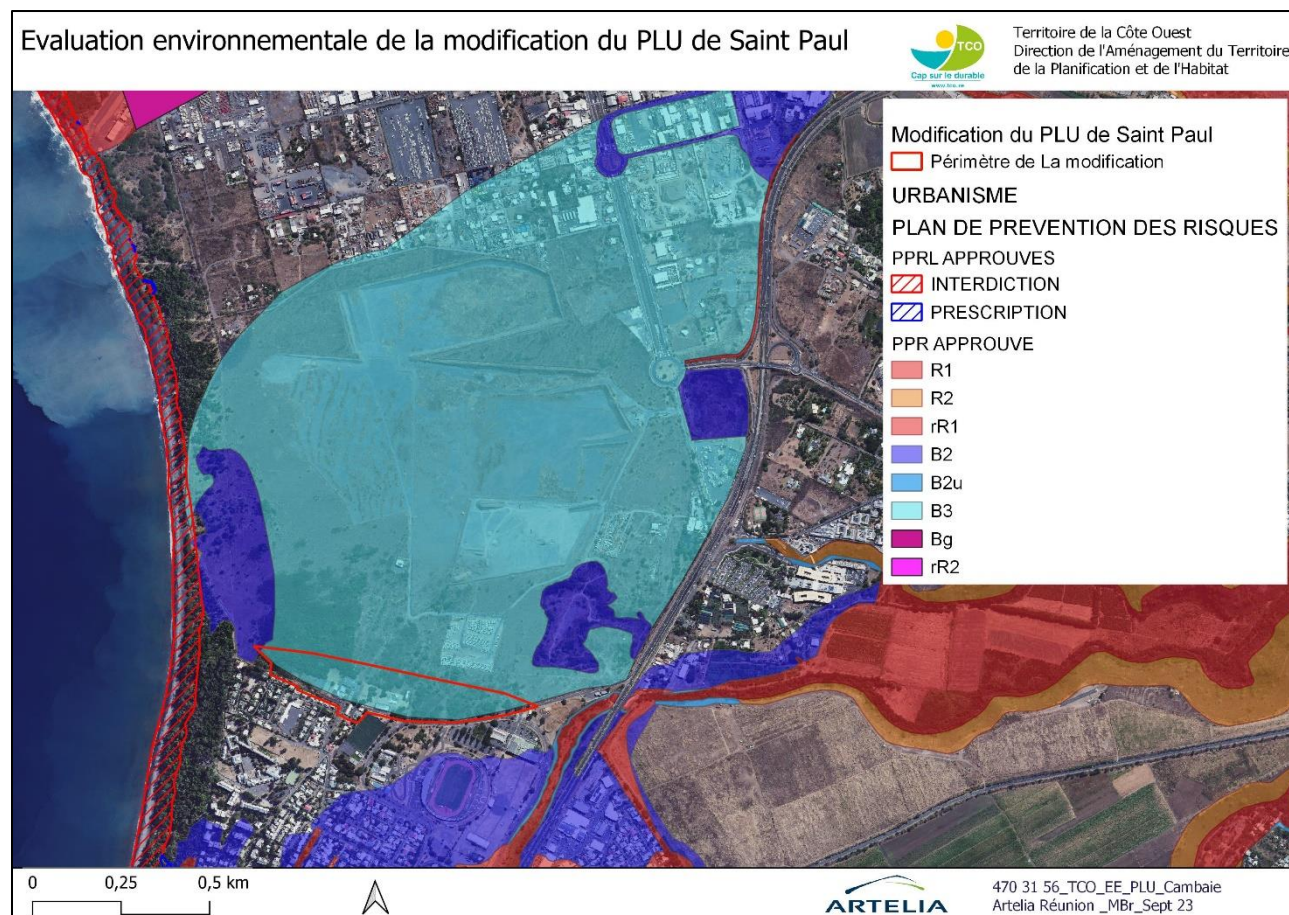 Evaluation environnementale de la modification du PLU de Saint Paul
TCO
Cap sur le durable
www.tco.re
Territoire de la Côte Ouest
Direction de l'Aménagement du Territoire
de la Planification et de l'Habitat
Modification du PLU de Saint Paul
Périmètre de La modification
URBANISME
PLAN DE PREVENTION DES RISQUES
PPRL APPROUVES
INTERDICTION
PRESCRIPTION
PPR APPROUVE
R1
R2
rR1
B2
B2u
B3
Bg
rR2
0 0,25 0,5 km
ARTELIA
470 31 56_TCO_EE_PLU_Cambaie
Artelia Réunion _MBr_Sept 23